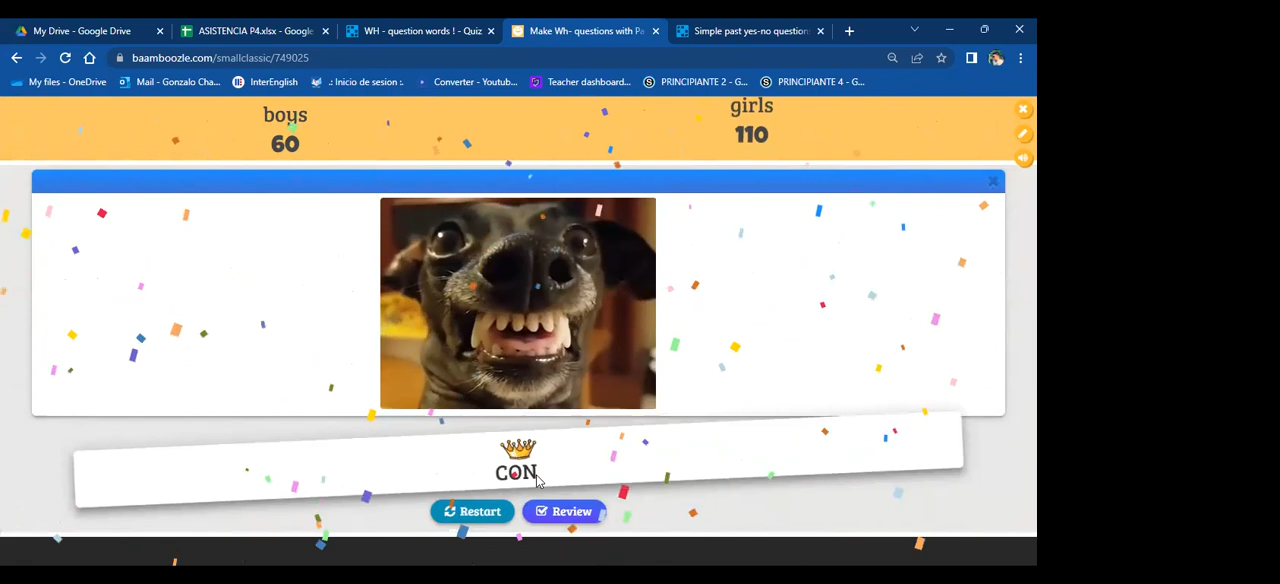 My Drive - Google Drive
ASISTENCIA P4.xlsx - Google
WH - question words ! - Quiz
Make Wh- questions with Pa
Simple past yes-no question
baamboozle.com/smallclassic/749025
My files - OneDrive
Mail - Gonzalo Cha...
InterEnglish
.: Inicio de sesion :.
Converter - Youtub...
Teacher dashboard...
PRINCIPIANTE 2 - G...
PRINCIPIANTE 4 - G...
boys
60
girls
110
CON
Restart
Review